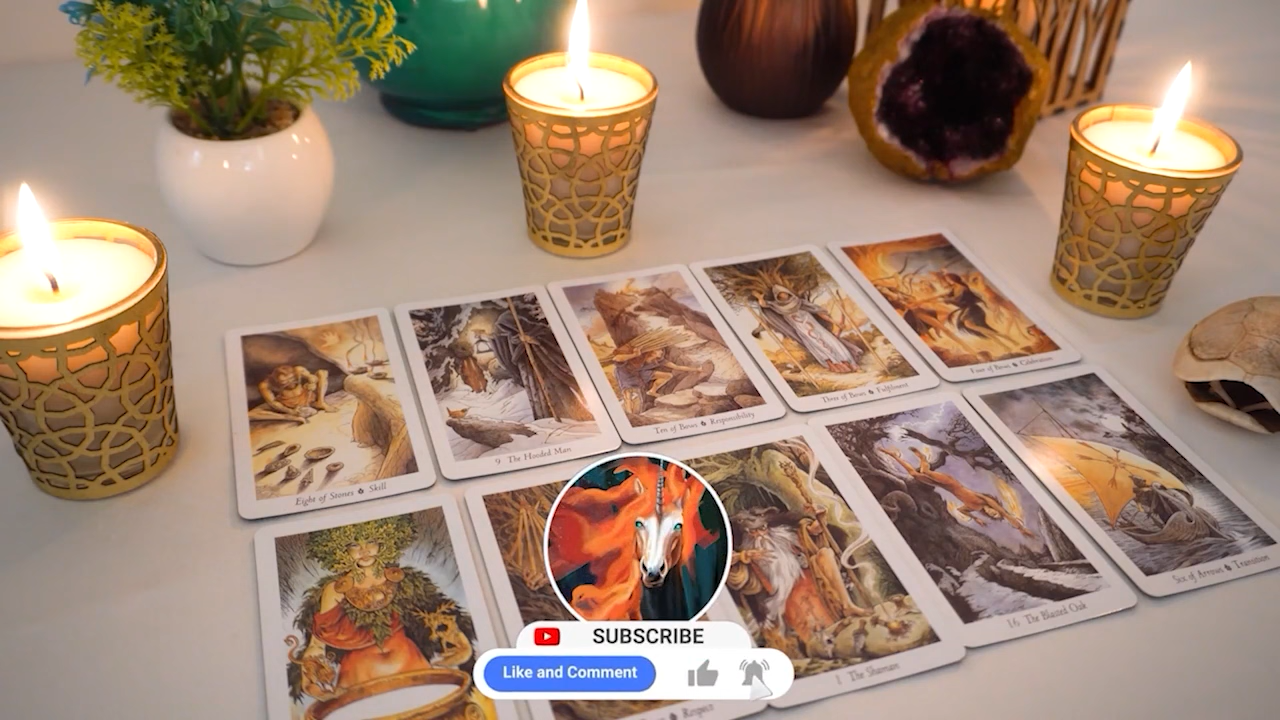 Eight of Stones Skill
9 The Hooded Man
Ten of Bows Responsibility
Three of Bows Fulfilment
Four of Bows Celebration
1 The Shaman
16 The Blasted Oak
Six of Arrows Transition
Respect
SUBSCRIBE
Like and Comment